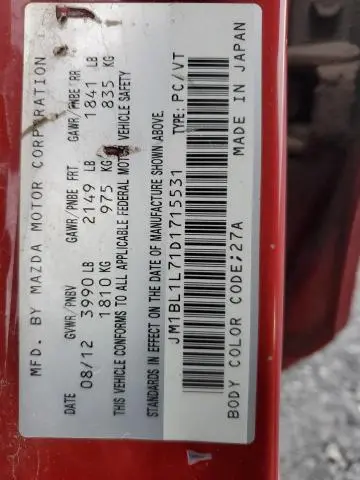 MFD. BY MAZDA MOTOR CORPORATION
GVWR/PNBV GAWR/PNBE FRT GAWR/PNBE RR
DATE 08/12 3990 LB 2149 LB 1841 LB
1810 KG 975 KG 835 KG
THIS VEHICLE CONFORMS TO ALL APPLICABLE FEDERAL MOTOR VEHICLE SAFETY
STANDARDS IN EFFECT ON THE DATE OF MANUFACTURE SHOWN ABOVE.
JM1BL1L71D1715531 TYPE: PC/VT
BODY COLOR CODE;27A MADE IN JAPAN